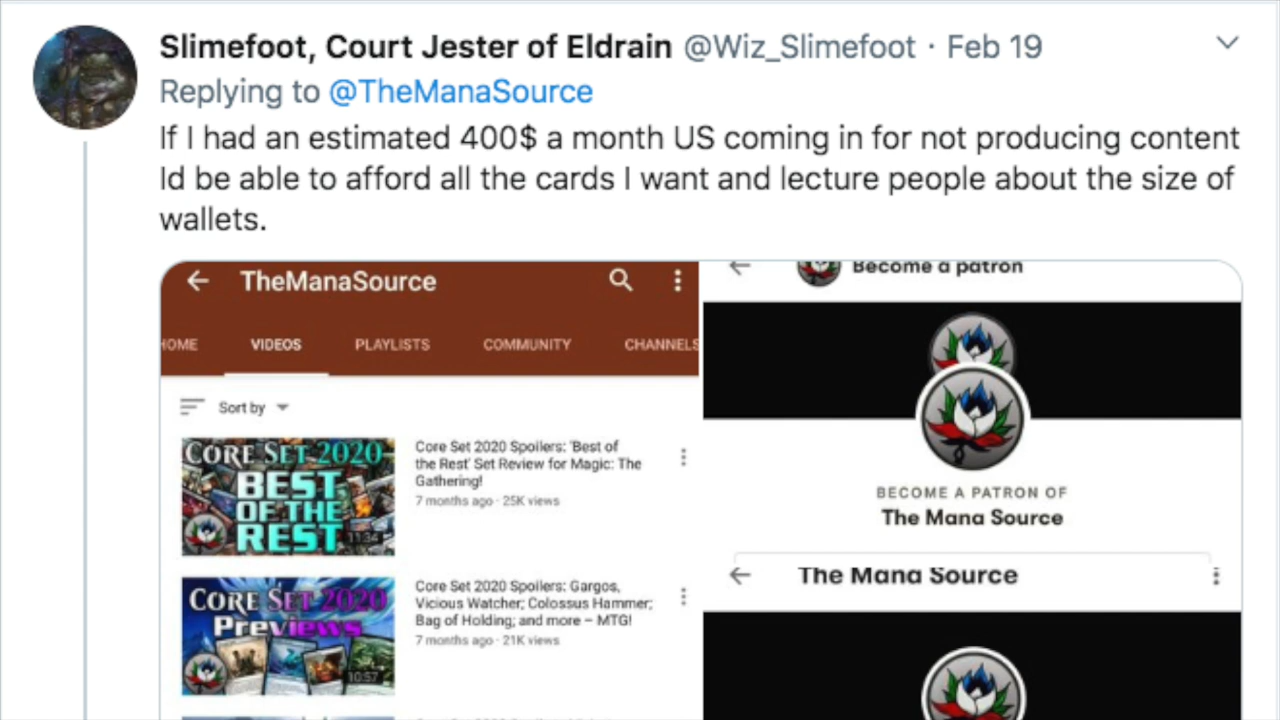 Slimefoot, Court Jester of Eldrain @Wiz_Slimefoot · Feb 19
Replying to @TheManaSource
If I had an estimated 400$ a month US coming in for not producing content
Id be able to afford all the cards I want and lecture people about the size of
wallets.
TheManaSource
HOME VIDEOS PLAYLISTS COMMUNITY CHANNELS
Sort by
CORE SET 2020
BEST
OF THE
REST
11:34
Core Set 2020 Spoilers: 'Best of
the Rest' Set Review for Magic: The
Gathering!
7 months ago · 25K views
CORE SET 2020
Previews
10:57
Core Set 2020 Spoilers: Gargos,
Vicious Watcher; Colossus Hammer;
Bag of Holding; and more – MTG!
7 months ago · 21K views
Become a patron
BECOME A PATRON OF
The Mana Source
The Mana Source